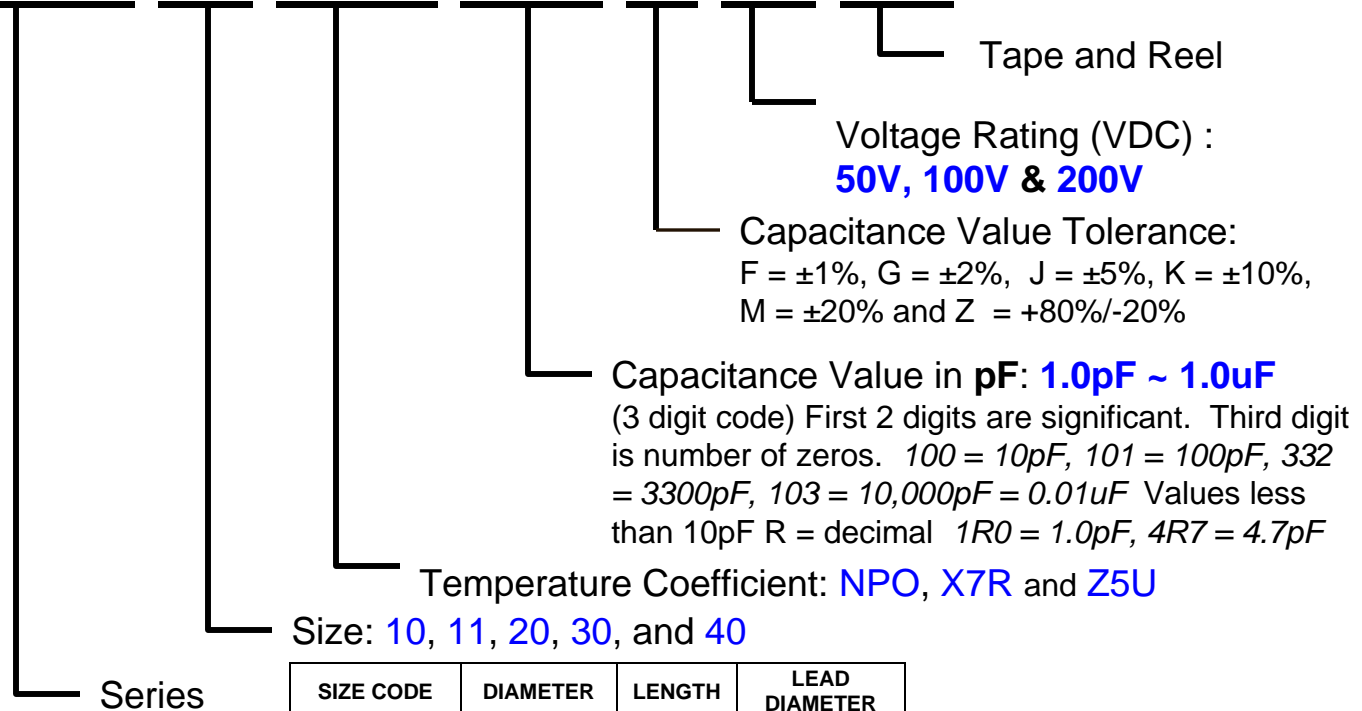 Tape and Reel
Voltage Rating (VDC) :
50V, 100V & 200V
Capacitance Value Tolerance:
F = ±1%, G = ±2%, J = ±5%, K = ±10%,
M = ±20% and Z = +80%/-20%
Capacitance Value in pF: 1.0pF ~ 1.0uF
(3 digit code) First 2 digits are significant. Third digit
is number of zeros. 100 = 10pF, 101 = 100pF, 332
= 3300pF, 103 = 10,000pF = 0.01uF Values less
than 10pF R = decimal 1R0 = 1.0pF, 4R7 = 4.7pF
Temperature Coefficient: NPO, X7R and Z5U
Size: 10, 11, 20, 30, and 40
Series
SIZE CODE DIAMETER LENGTH LEAD
DIAMETER